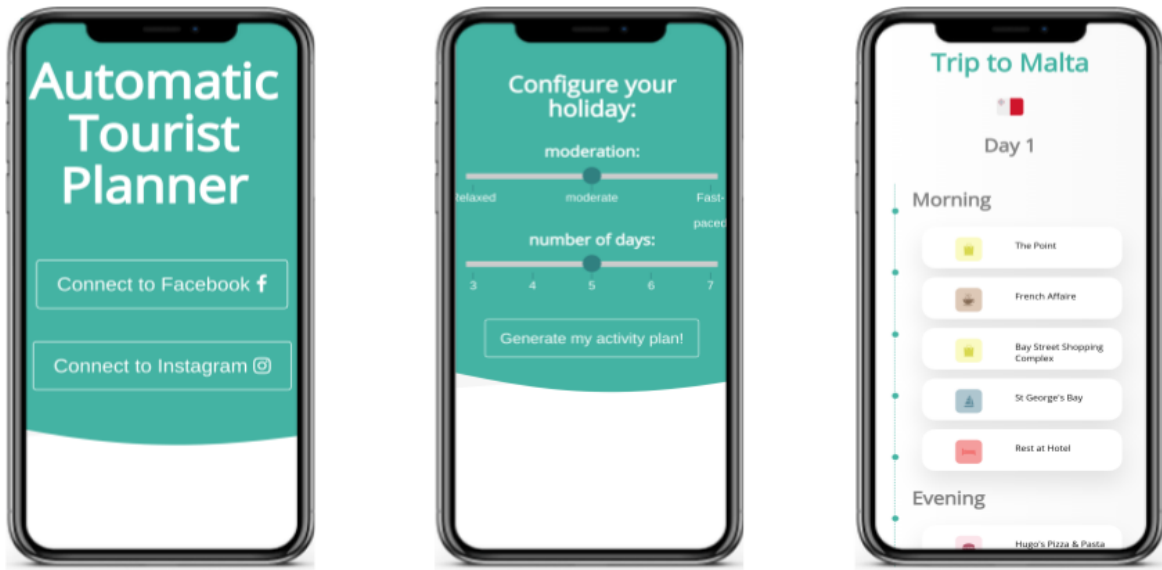 Automatic
Tourist
Planner
Connect to Facebook f
Connect to Instagram
Configure your
holiday:
moderation:
Relaxed moderate Fast-
paced
number of days:
3 4 5 6 7
Generate my activity plan!
Trip to Malta
Day 1
Morning
The Point
French Affaire
Bay Street Shopping
Complex
St George's Bay
Rest at Hotel
Evening
Hugo's Pizza & Pasta